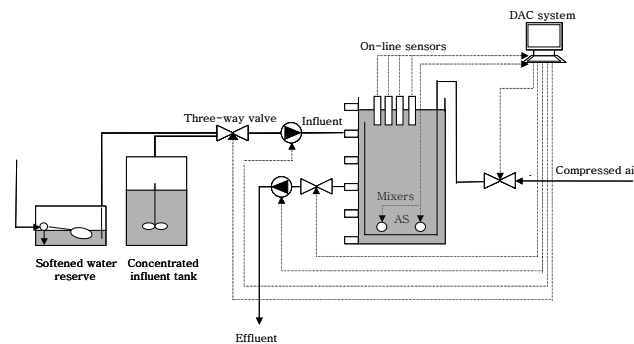 DAC system
On-line sensors
Three-way valve
Influent
Compressed ai
Mixers
AS
Softened water
reserve
Concentrated
influent tank
Effluent